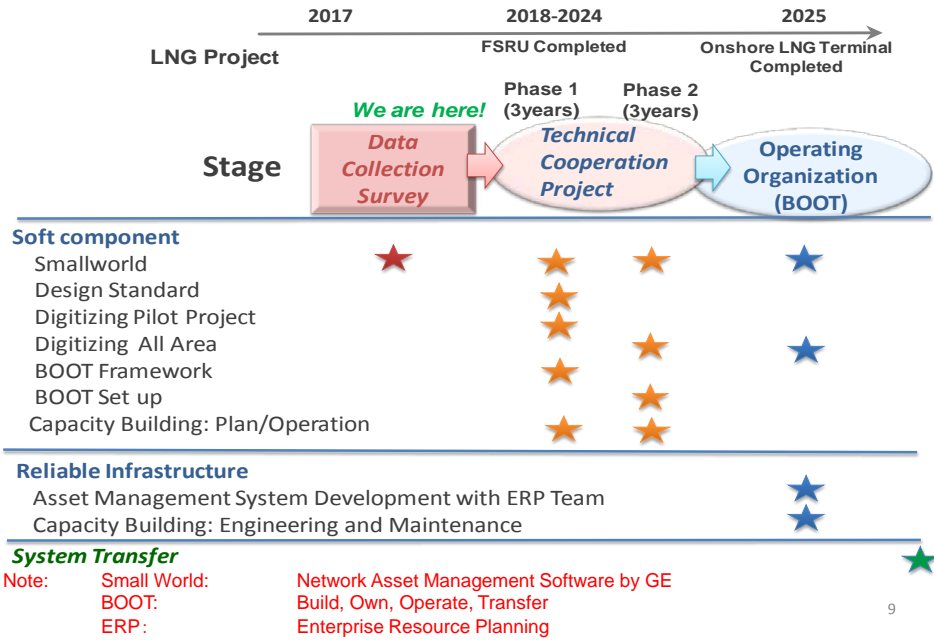 2017 2018-2024 2025
LNG Project
FSRU Completed
Onshore LNG Terminal
Completed
We are here!
Phase 1
(3years)
Phase 2
(3years)
Stage
Data
Collection
Survey
Technical
Cooperation
Project
Operating
Organization
(BOOT)
Soft component
Smallworld
Design Standard
Digitizing Pilot Project
Digitizing All Area
BOOT Framework
BOOT Set up
Capacity Building: Plan/Operation
Reliable Infrastructure
Asset Management System Development with ERP Team
Capacity Building: Engineering and Maintenance
System Transfer
Note: Small World: Network Asset Management Software by GE
BOOT: Build, Own, Operate, Transfer
ERP: Enterprise Resource Planning
9